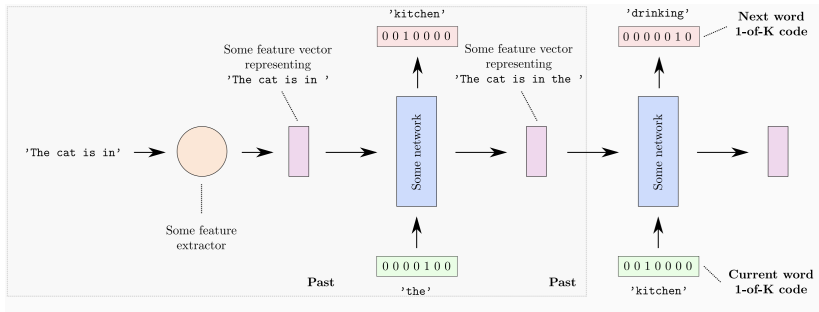 'kitchen'
0 0 1 0 0 0 0
'drinking'
0 0 0 0 0 1 0
Next word
1-of-K code
Some feature vector
representing
'The cat is in '
Some feature vector
representing
'The cat is in the '
'The cat is in'
Some network
Some network
Some feature
extractor
0 0 0 0 1 0 0
'the'
Past
Past
0 0 1 0 0 0 0
'kitchen'
Current word
1-of-K code